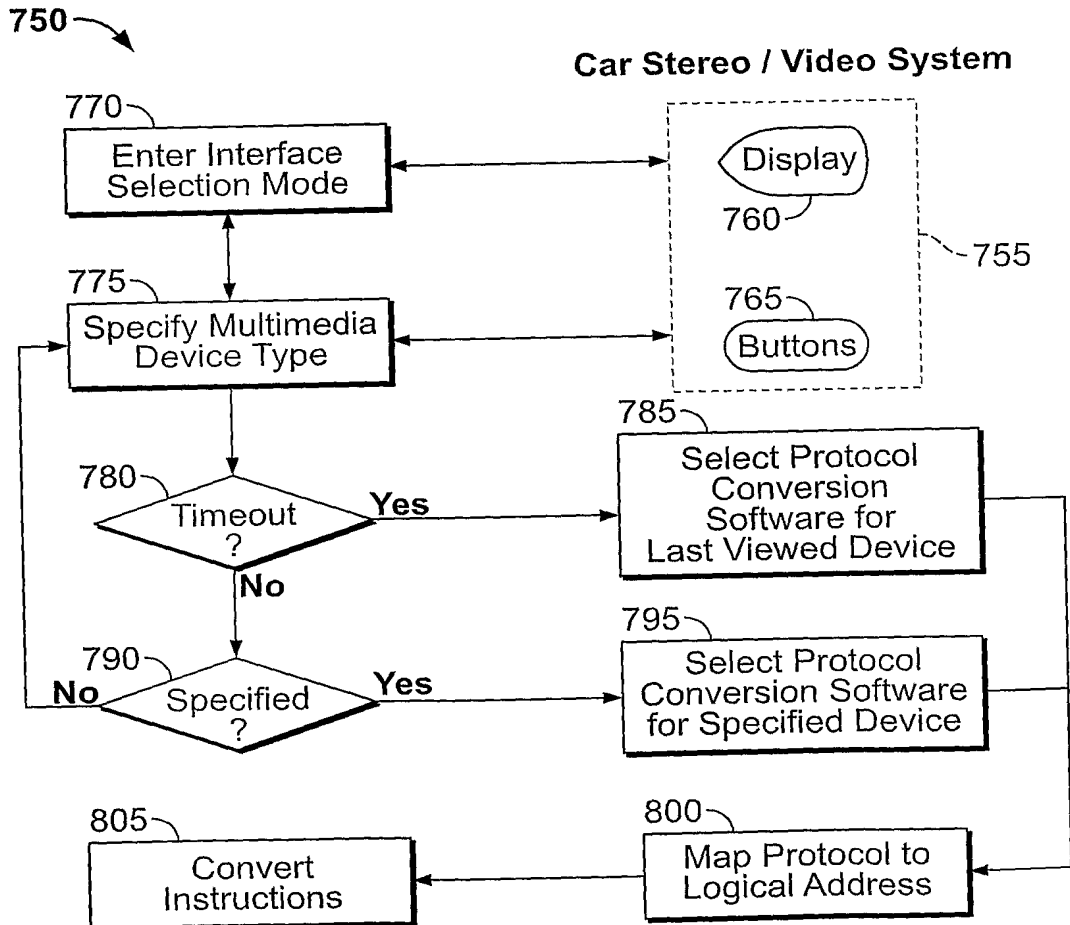 750
Car Stereo / Video System
770
Enter Interface
Selection Mode
Display
760
755
775
Specify Multimedia
Device Type
765
Buttons
785
Select Protocol
Conversion
Software for
Last Viewed Device
780
Timeout
?
Yes
No
795
Select Protocol
Conversion Software
for Specified Device
790
No
Specified
?
Yes
805
Convert
Instructions
800
Map Protocol to
Logical Address